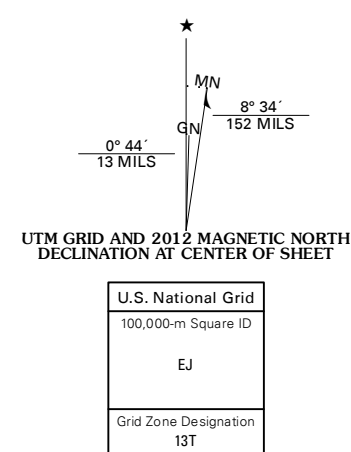 ★
MN
8° 34´
152 MILS
GN
0° 44´
13 MILS
UTM GRID AND 2012 MAGNETIC NORTH
DECLINATION AT CENTER OF SHEET
U.S. National Grid
100,000-m Square ID
EJ
Grid Zone Designation
13T